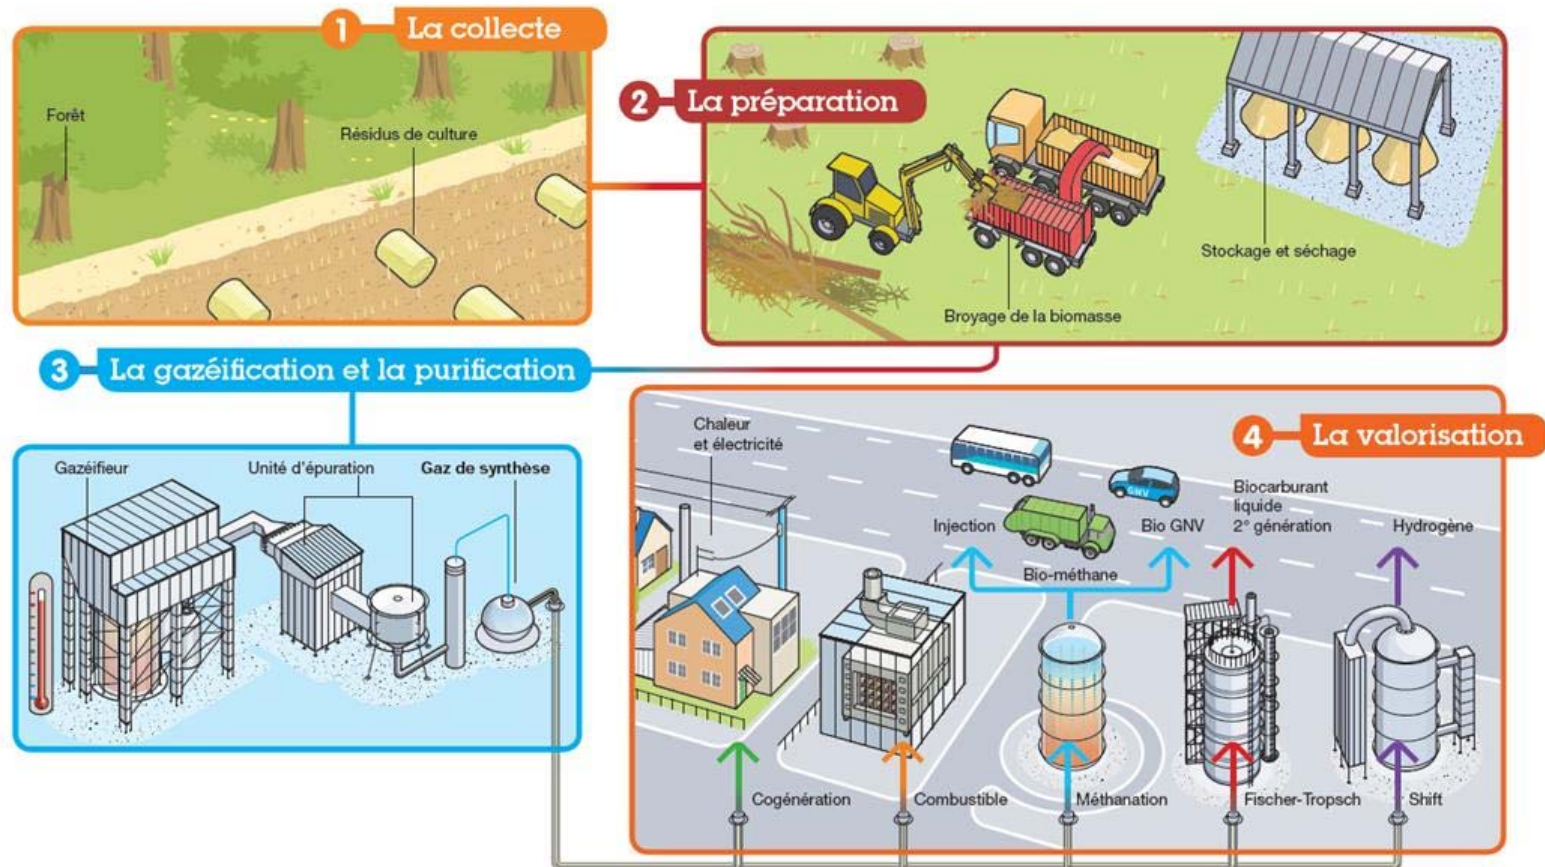 1 La collecte
Forêt
Résidus de culture
2 La préparation
Stockage et séchage
Broyage de la biomasse
3 La gazéification et la purification
Gazéifieur
Unité d'épuration
Gaz de synthèse
4 La valorisation
Chaleur
et électricité
Injection
Bio GNV
GNV
Bio-méthane
Biocarburant
liquide
2° génération
Hydrogène
Cogénération
Combustible
Méthanation
Fischer-Tropsch
Shift